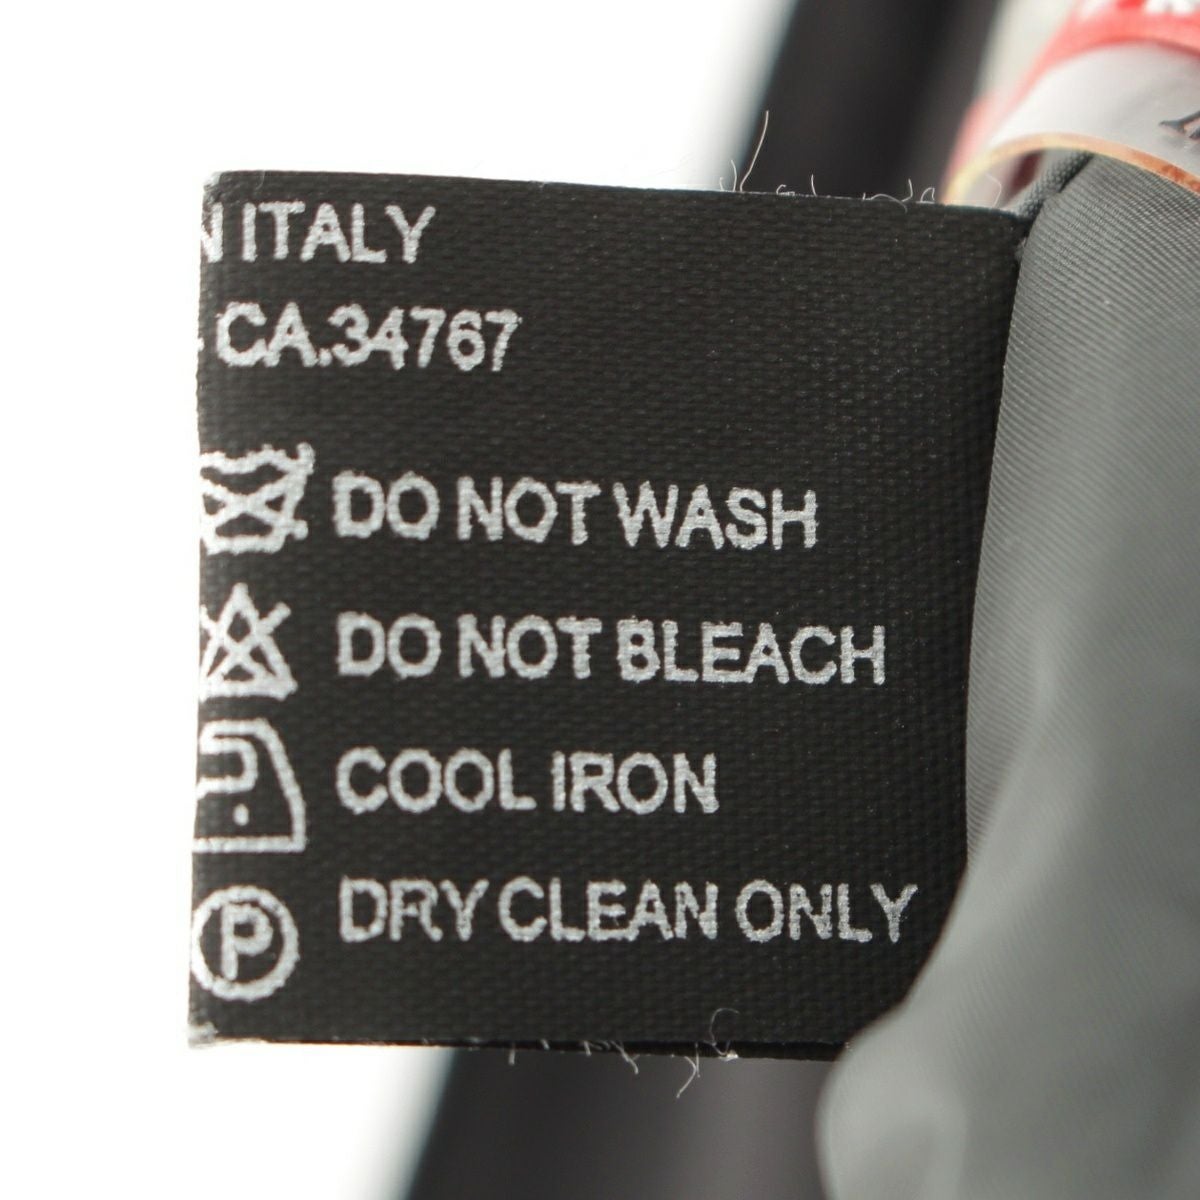 N ITALY
CA.34767
DO NOT WASH
DO NOT BLEACH
COOL IRON
P DRY CLEAN ONLY